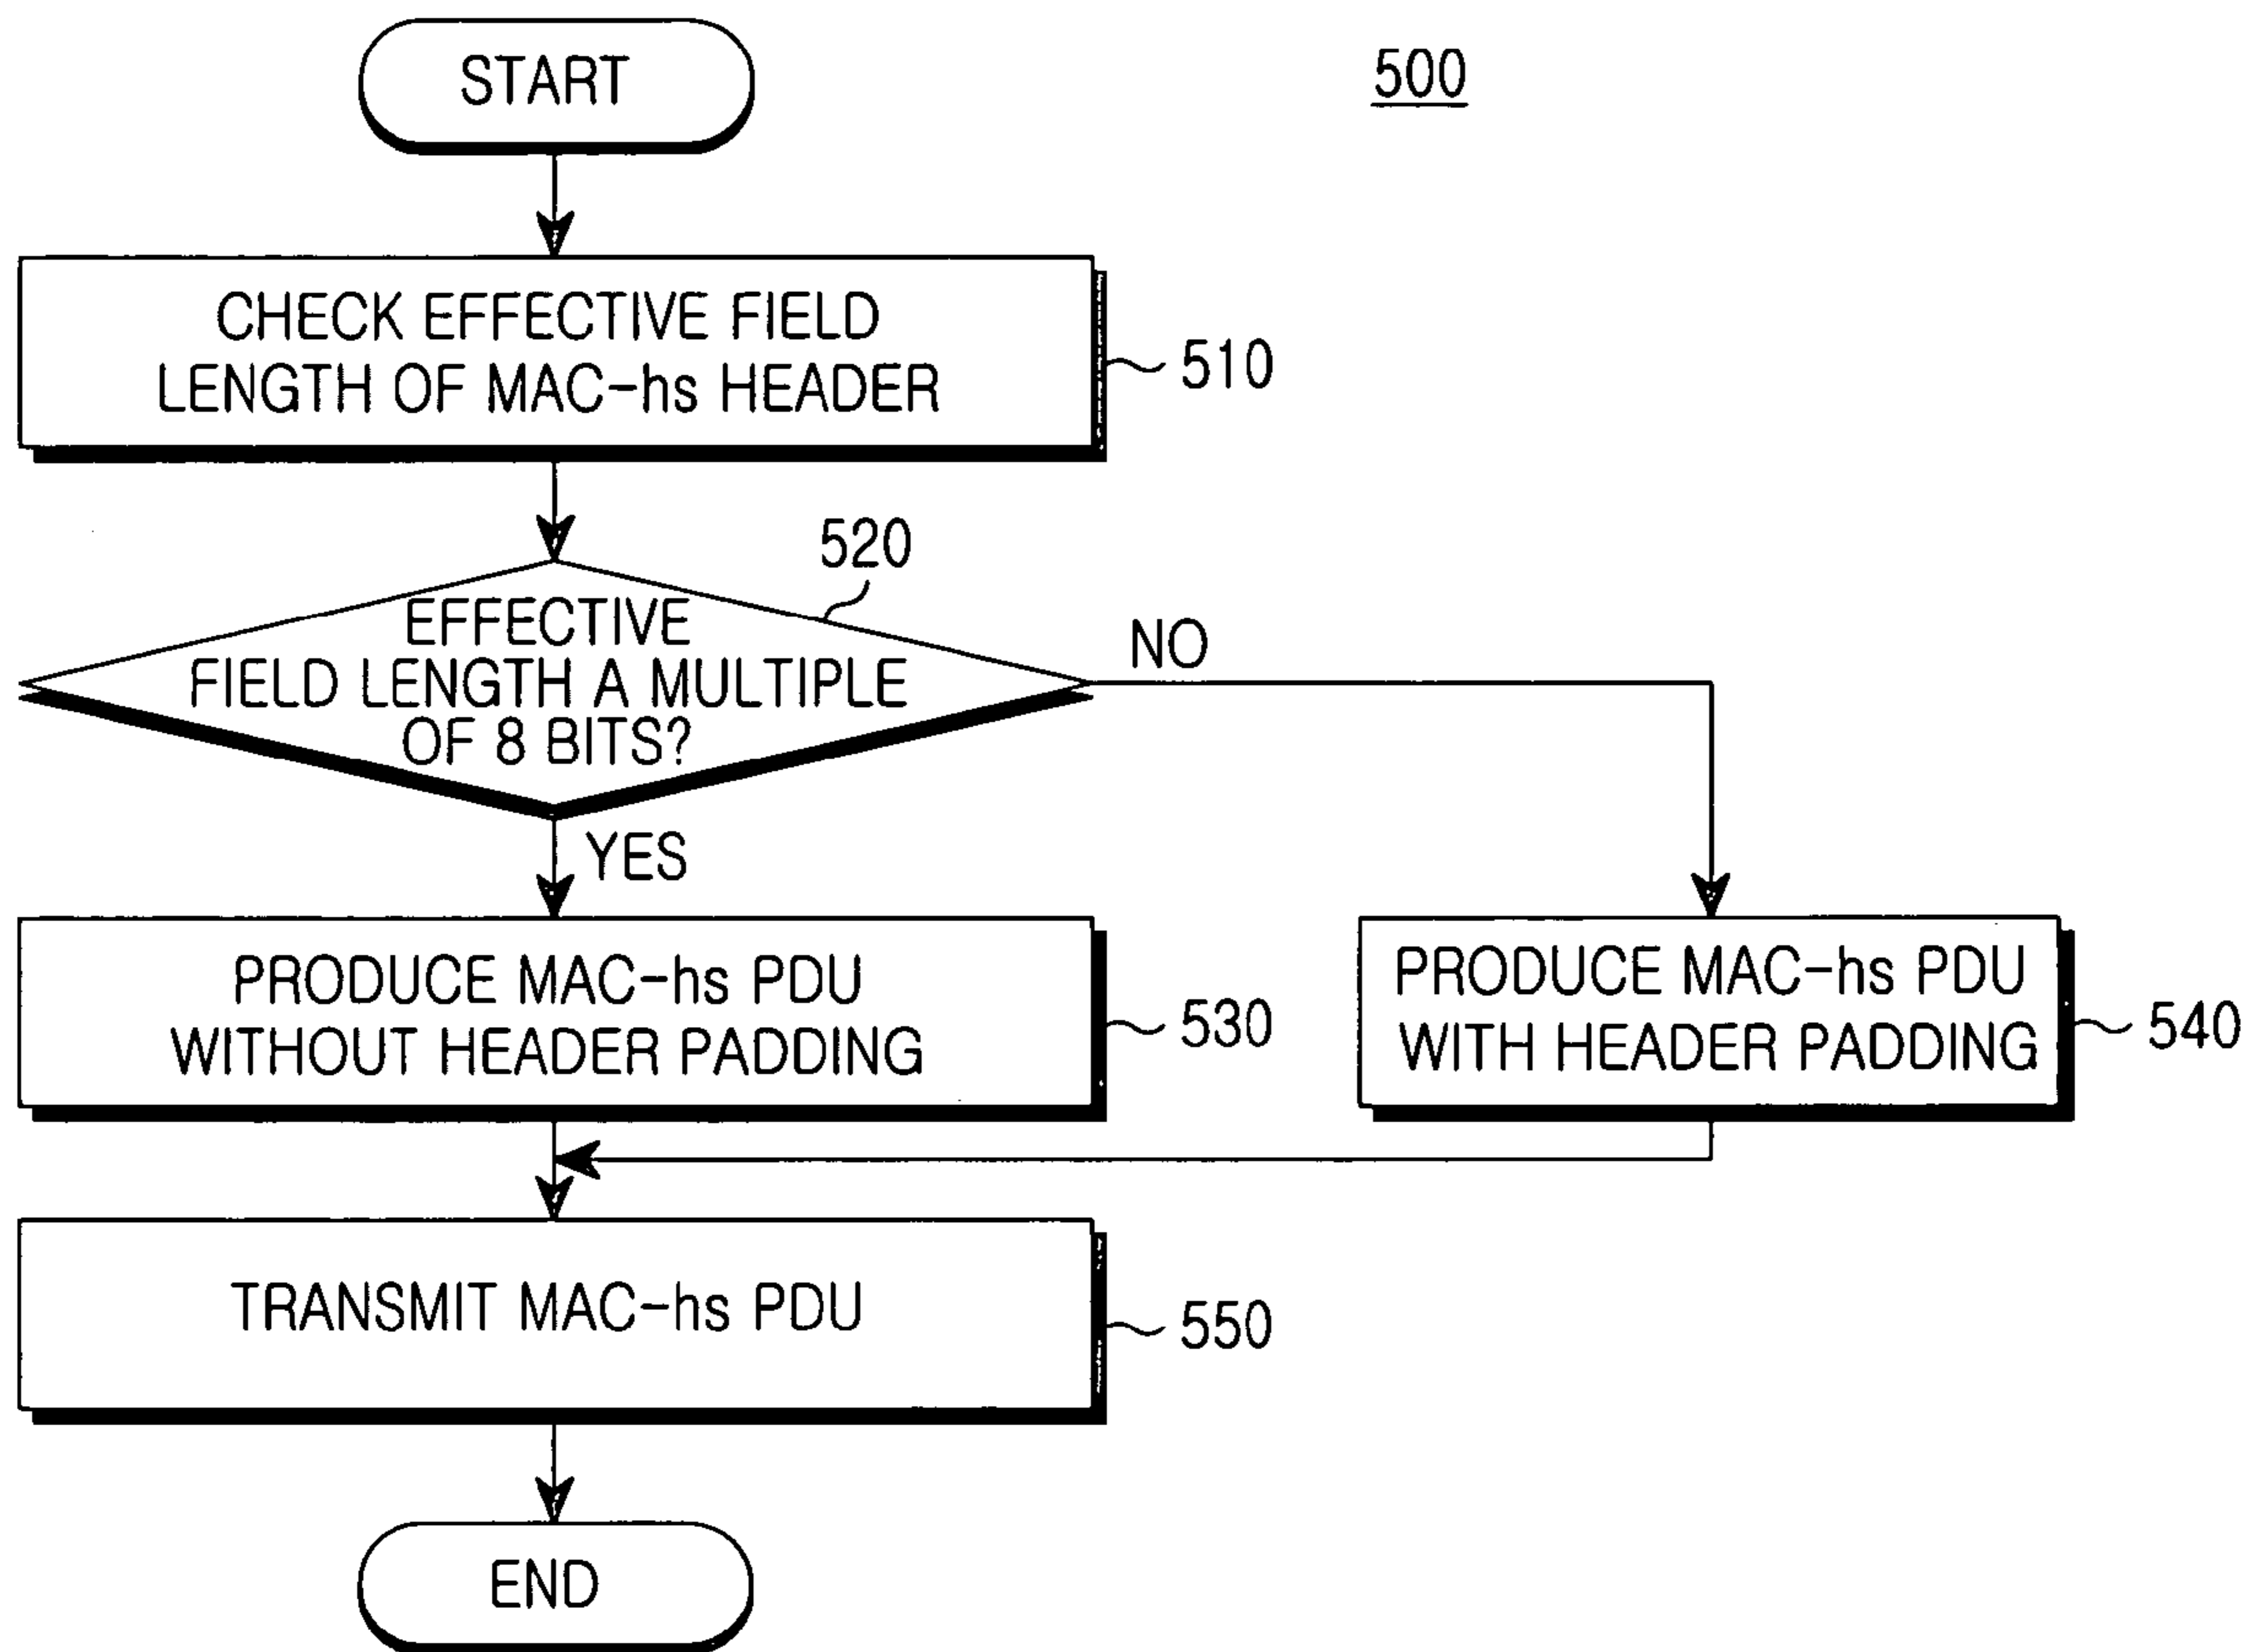 START
500
CHECK EFFECTIVE FIELD
LENGTH OF MAC-hs HEADER
510
520
EFFECTIVE
FIELD LENGTH A MULTIPLE
OF 8 BITS?
NO
YES
PRODUCE MAC-hs PDU
WITHOUT HEADER PADDING
530
PRODUCE MAC-hs PDU
WITH HEADER PADDING
540
TRANSMIT MAC-hs PDU
550
END